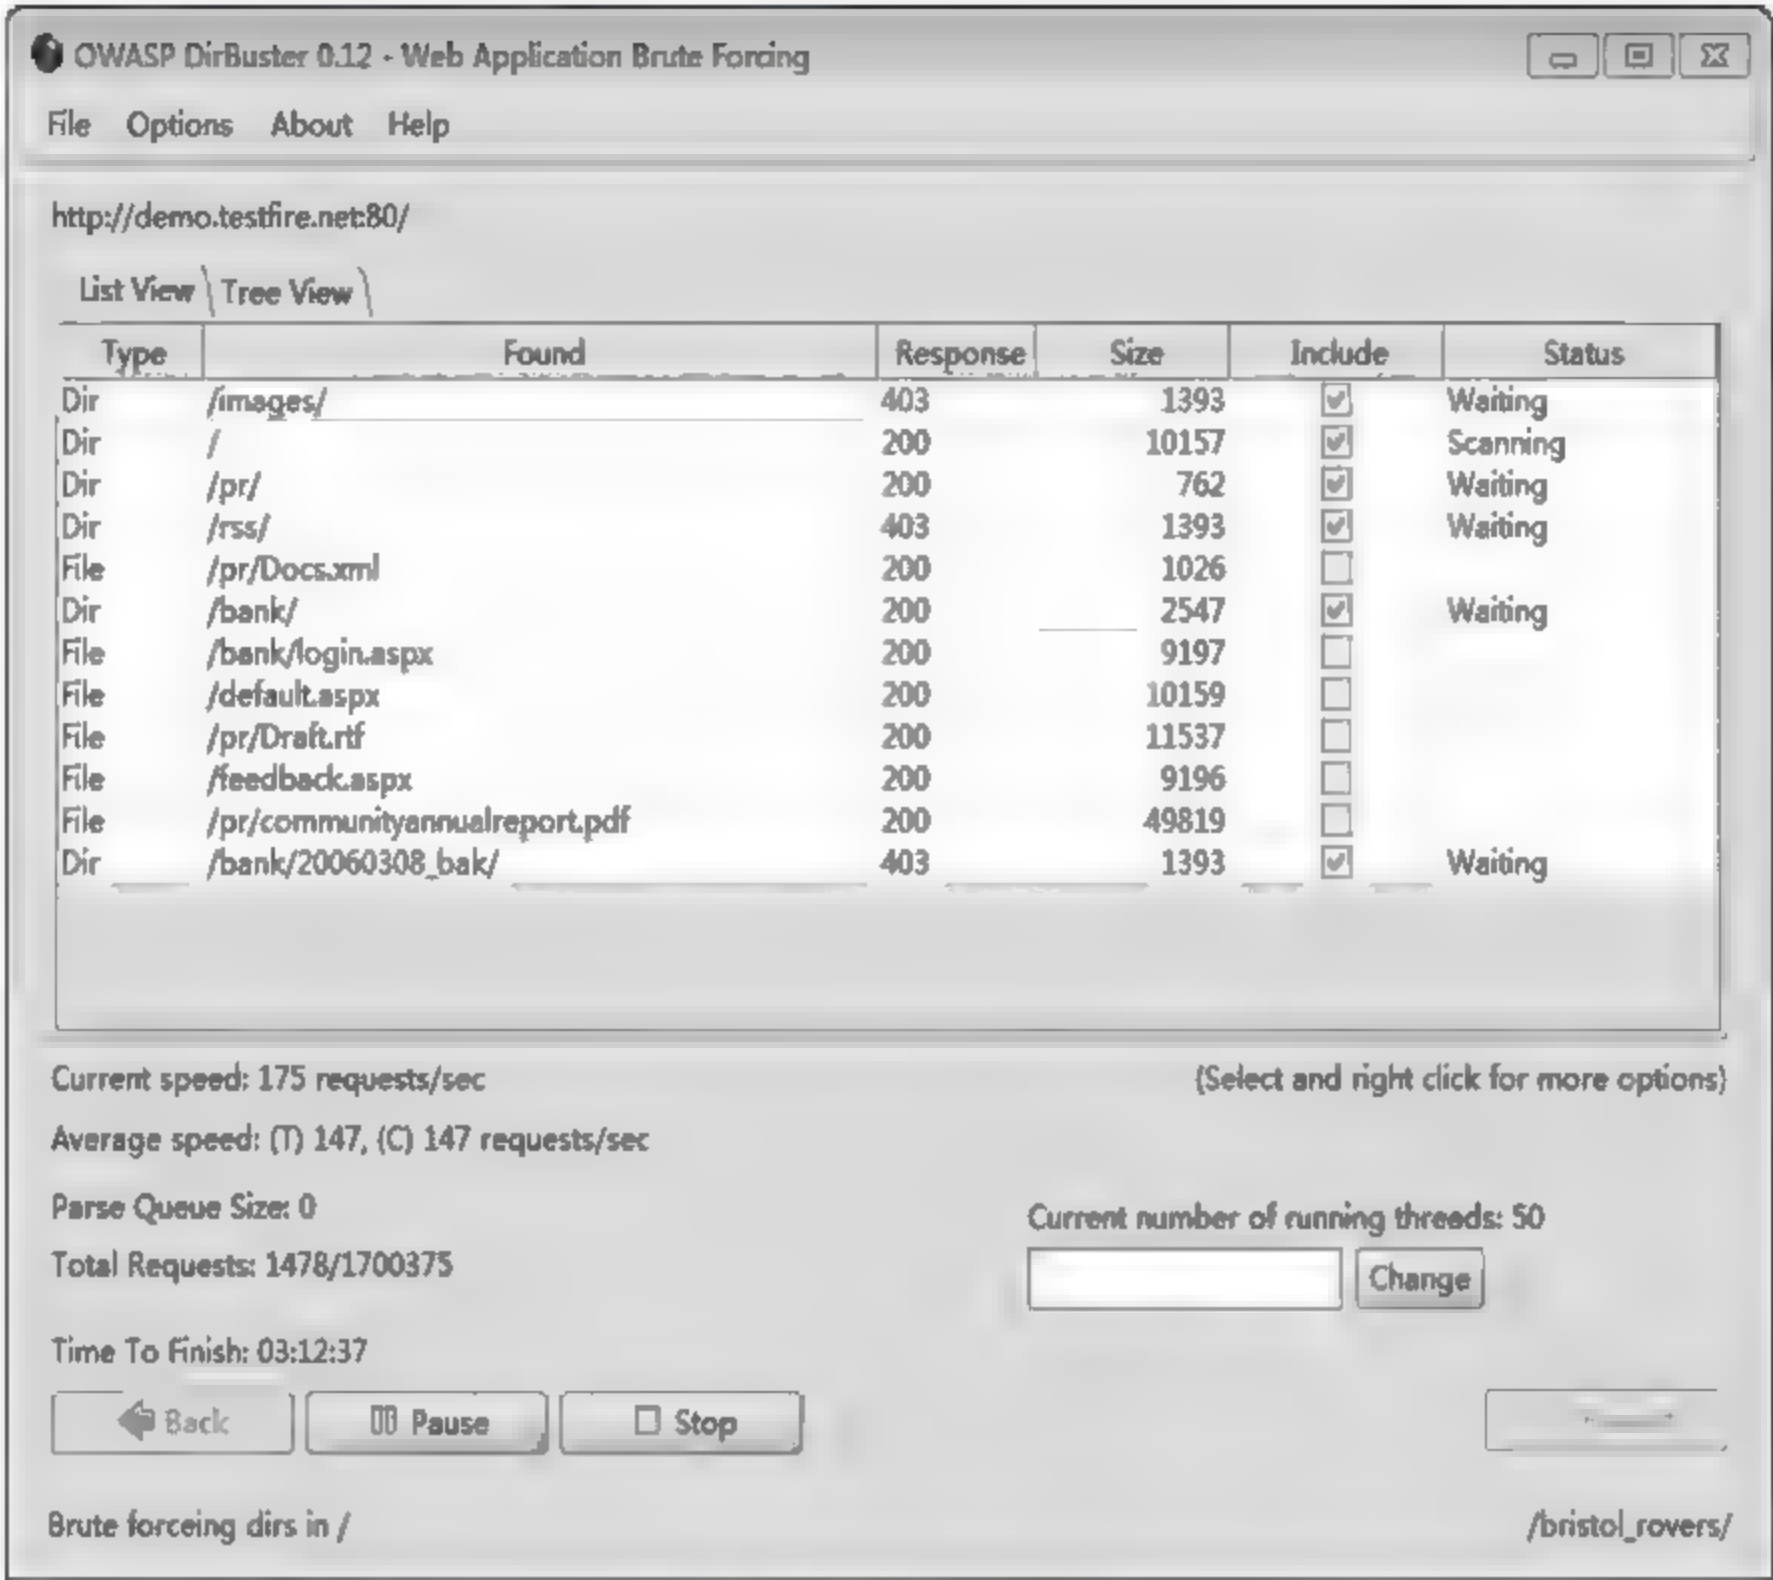 OWASP DirBuster 0.12 - Web Application Brute Forcing
File Options About Help
http://demo.testfire.net:80/
List View Tree View
Type Found Response Size Include Status
Dir /images/ 403 1393 Waiting
Dir / 200 10157 Scanning
Dir /pr/ 200 762 Waiting
Dir /rss/ 403 1393 Waiting
File /pr/Docs.xml 200 1026
Dir /bank/ 200 2547 Waiting
File /bank/login.aspx 200 9197
File /default.aspx 200 10159
File /pr/Draft.rtf 200 11537
File /feedback.aspx 200 9196
File /pr/communityannualreport.pdf 200 49819
Dir /bank/20060308_bak/ 403 1393 Waiting
Current speed: 175 requests/sec (Select and right click for more options)
Average speed: (T) 147, (C) 147 requests/sec
Parse Queue Size: 0 Current number of running threads: 50
Total Requests: 1478/1700375 Change
Time To Finish: 03:12:37
Back Pause Stop
Brute forceing dirs in / /bristol_rovers/